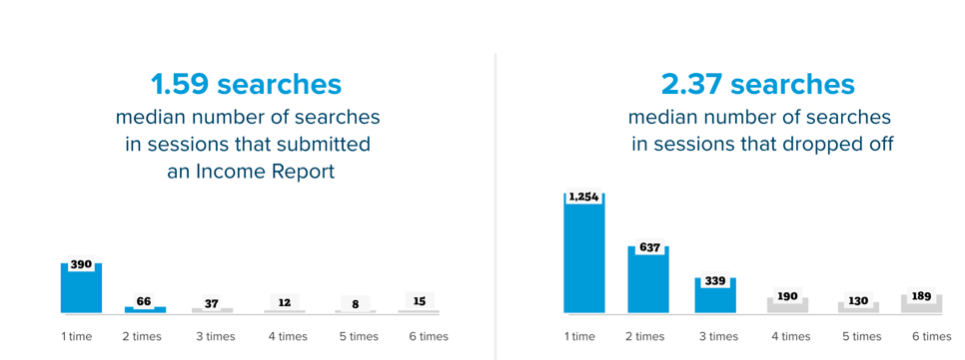 1.59 searches
median number of searches
in sessions that submitted
an Income Report
390
66
37
12
8
15
1 time
2 times
3 times
4 times
5 times
6 times
2.37 searches
median number of searches
in sessions that dropped off
1,254
637
339
190
130
189
1 time
2 times
3 times
4 times
5 times
6 times